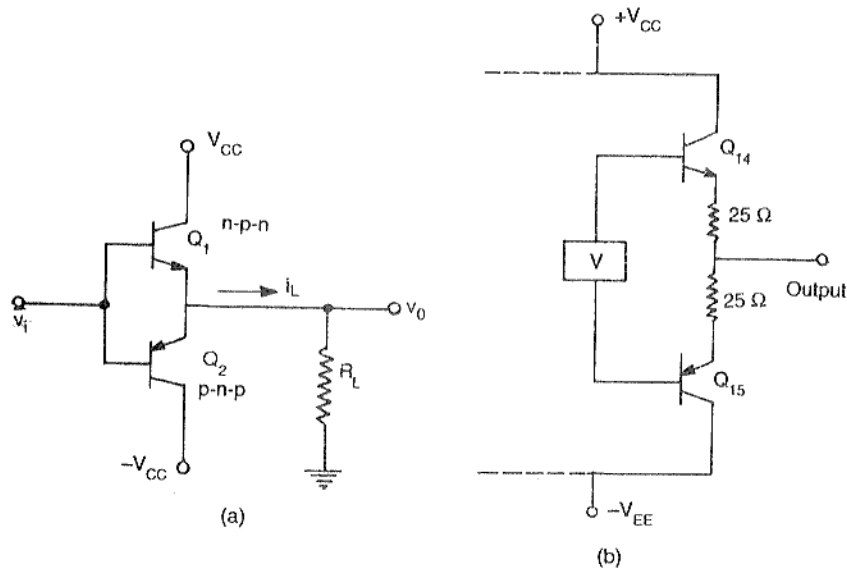 V_CC
n-p-n
Q_1
i_L
v_i
v_0
Q_2
p-n-p
R_L
–V_CC
(a)
+V_CC
Q_14
25 Ω
V
25 Ω
Output
Q_15
–V_EE
(b)